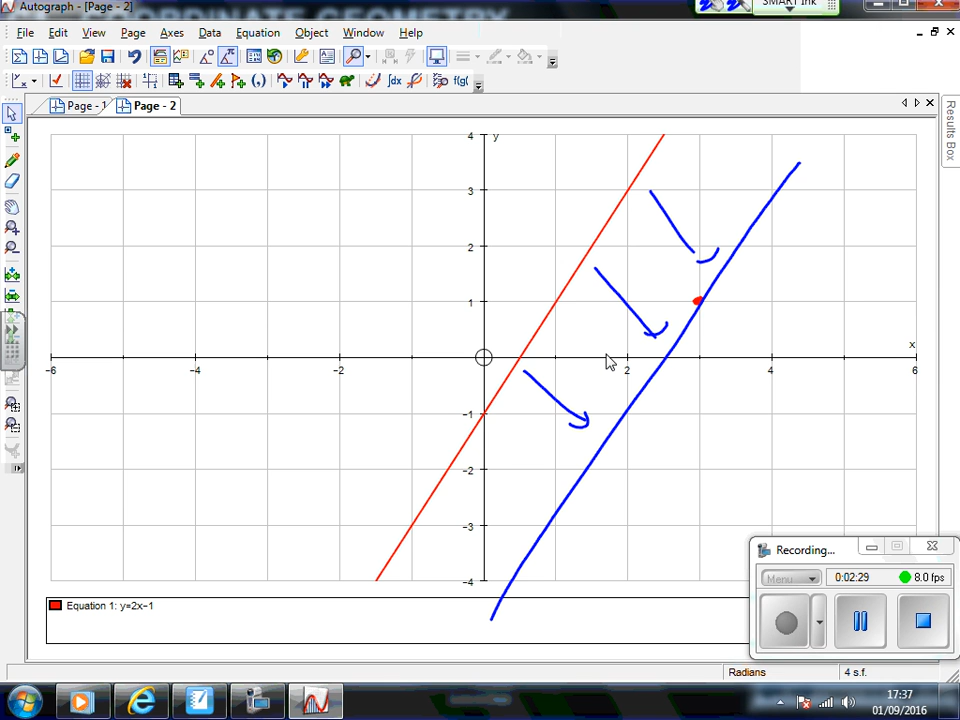 Autograph - [Page - 2]
COORDINATE GEOMETRY
SMART Ink
File Edit View Page Axes Data Equation Object Window Help
Page - 1 Page - 2
Results Box
4 y
3
2
1
x
-6 -4 -2 2 4 6
-1
-2
-3
-4
Equation 1: y=2x-1
Recording...
Menu 0:02:29 8.0 fps
Radians 4 s.f.
17:37
01/09/2016